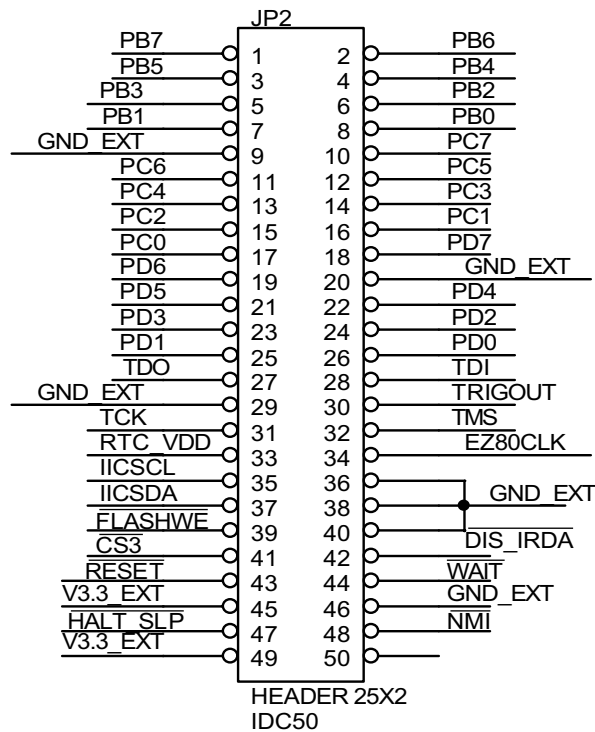 JP2
PB7 1 2 PB6
PB5 3 4 PB4
PB3 5 6 PB2
PB1 7 8 PB0
GND_EXT 9 10 PC7
PC6 11 12 PC5
PC4 13 14 PC3
PC2 15 16 PC1
PC0 17 18 PD7
PD6 19 20 GND_EXT
PD5 21 22 PD4
PD3 23 24 PD2
PD1 25 26 PD0
TDO 27 28 TDI
GND_EXT 29 30 TRIGOUT
TCK 31 32 TMS
RTC_VDD 33 34 EZ80CLK
IICSCL 35 36
IICSDA 37 38 GND_EXT
FLASHWE 39 40
CS3 41 42 DIS_IRDA
RESET 43 44 WAIT
V3.3_EXT 45 46 GND_EXT
HALT_SLP 47 48 NMI
V3.3_EXT 49 50
HEADER 25X2
IDC50